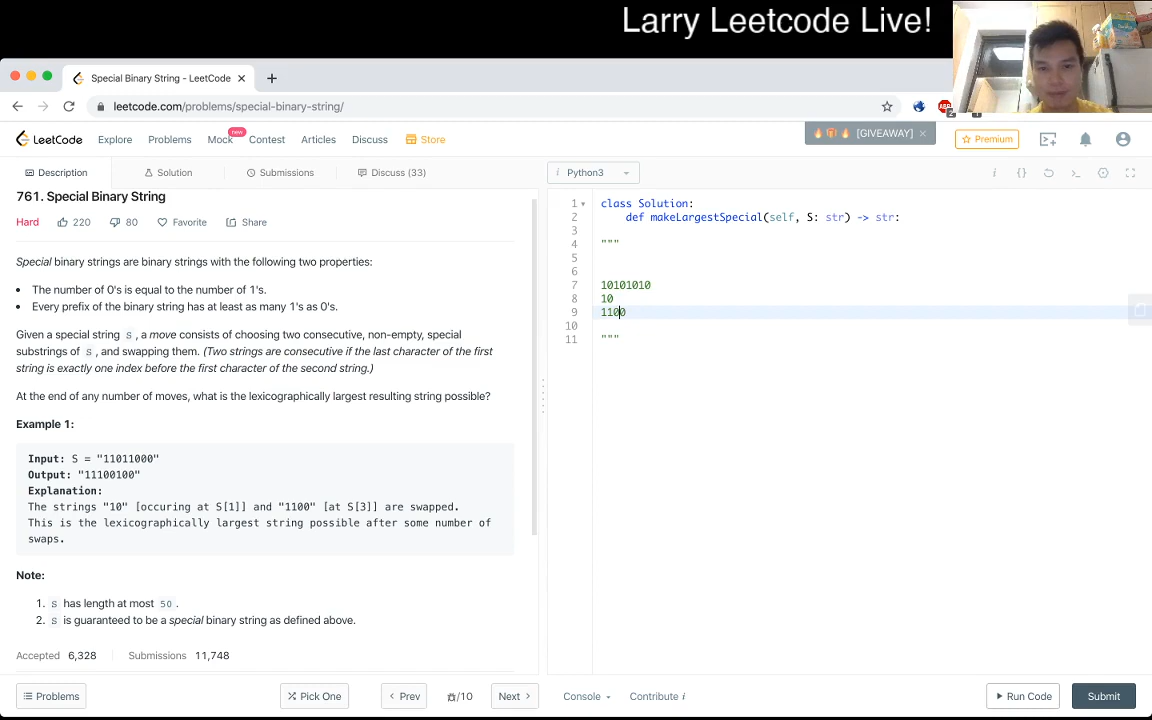 Larry Leetcode Live!
Special Binary String - LeetCode
leetcode.com/problems/special-binary-string/
LeetCode
Explore
Problems
Mock
new
Contest
Articles
Discuss
Store
[GIVEAWAY]
Premium
Description
Solution
Submissions
Discuss (33)
Python3
761. Special Binary String
Hard
220
80
Favorite
Share
Special binary strings are binary strings with the following two properties:
• The number of 0's is equal to the number of 1's.
• Every prefix of the binary string has at least as many 1's as 0's.
Given a special string S, a move consists of choosing two consecutive, non-empty, special
substrings of S, and swapping them. (Two strings are consecutive if the last character of the first
string is exactly one index before the first character of the second string.)
At the end of any number of moves, what is the lexicographically largest resulting string possible?
Example 1:
Input: S = "11011000"
Output: "11100100"
Explanation:
The strings "10" [occuring at S[1]] and "1100" [at S[3]] are swapped.
This is the lexicographically largest string possible after some number of
swaps.
Note:
1. S has length at most 50.
2. S is guaranteed to be a special binary string as defined above.
Accepted 6,328
Submissions 11,748
1 class Solution:
2 def makeLargestSpecial(self, S: str) -> str:
3
4 """
5
6
7 10101010
8 10
9 1100
10
11 """
Problems
Pick One
Prev
/10
Next
Console
Contribute i
Run Code
Submit